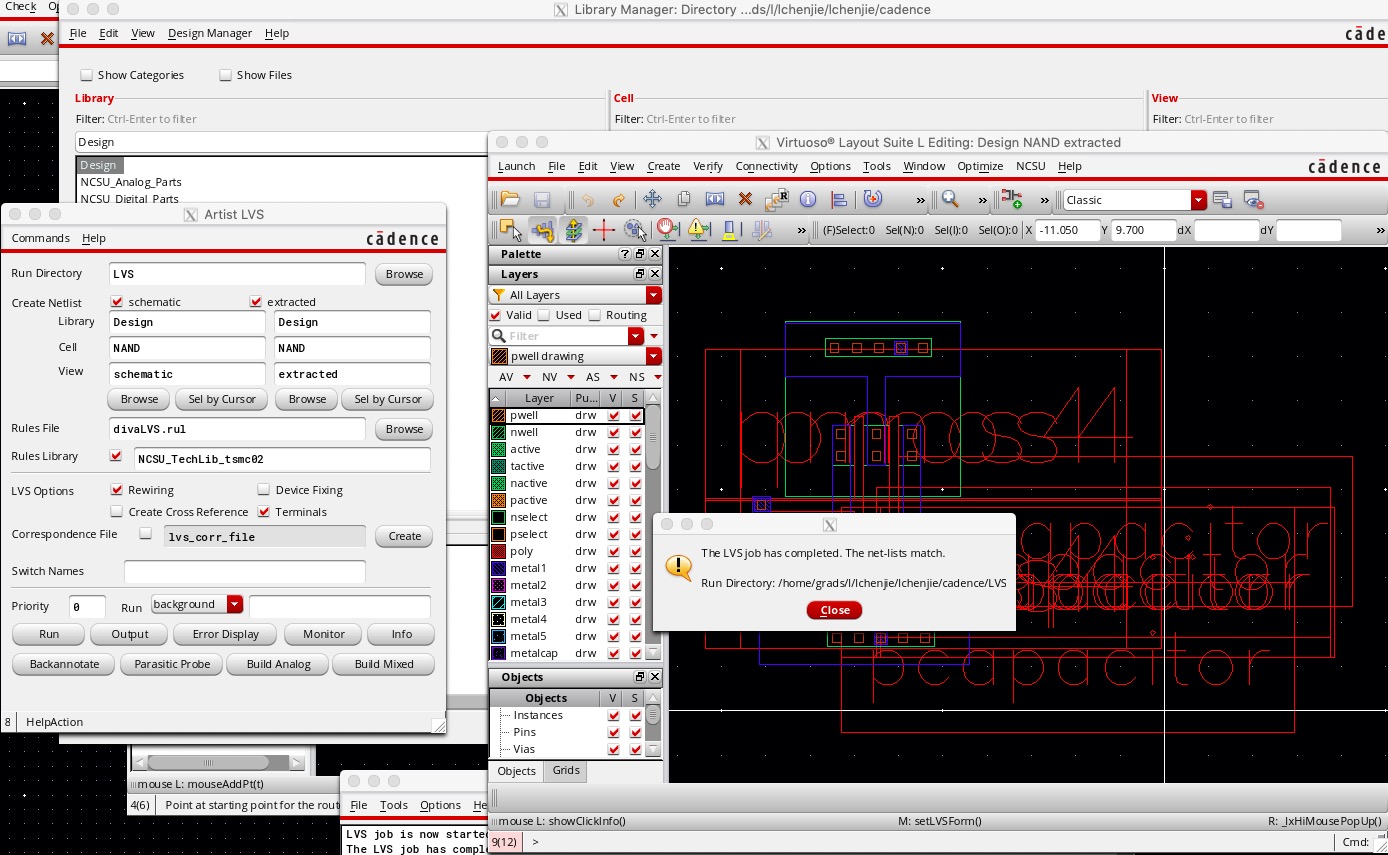 Check
Library Manager: Directory ...ds/l/lchenjie/lchenjie/cadence
File Edit View Design Manager Help
Show Categories Show Files
Library Cell View
Filter: Ctrl-Enter to filter Filter: Ctrl-Enter to filter Filter: Ctrl-Enter to filter
Design
Design
NCSU_Analog_Parts
NCSU_Digital_Parts
Artist LVS
Commands Help cādence
Run Directory LVS Browse
Create Netlist schematic extracted
Library Design Design
Cell NAND NAND
View schematic extracted
Browse Sel by Cursor Browse Sel by Cursor
Rules File divaLVS.rul Browse
Rules Library NCSU_TechLib_tsmc02
LVS Options Rewiring Device Fixing
Create Cross Reference Terminals
Correspondence File lvs_corr_file Create
Switch Names
Priority 0 Run background
Run Output Error Display Monitor Info
Backannotate Parasitic Probe Build Analog Build Mixed
8 HelpAction
Virtuoso® Layout Suite L Editing: Design NAND extracted
Launch File Edit View Create Verify Connectivity Options Tools Window Optimize NCSU Help cādence
» » » Classic
» (F)Select:0 Sel(N):0 Sel(I):0 Sel(O):0 X -11.050 Y 9.700 dX dY »
Palette
Layers
All Layers
Valid Used Routing
Filter
pwell drawing
AV NV AS NS
Layer Pu... V S
pwell drw
nwell drw
active drw
tactive drw
nactive drw
pactive drw
nselect drw
pselect drw
poly drw
metal1 drw
metal2 drw
metal3 drw
metal4 drw
metal5 drw
metalcap drw
Objects
Objects V S
Instances
Pins
Vias
Objects Grids
pcapacitor
The LVS job has completed. The net-lists match.
Run Directory: /home/grads/l/lchenjie/lchenjie/cadence/LVS
Close
mouse L: showClickInfo() M: setLVSForm() R: _lxHiMousePopUp()
9(12) > Cmd:
mouse L: mouseAddPt(t)
4(6) Point at starting point for the rout
File Tools Options
LVS job is now starte
The LVS job has comple